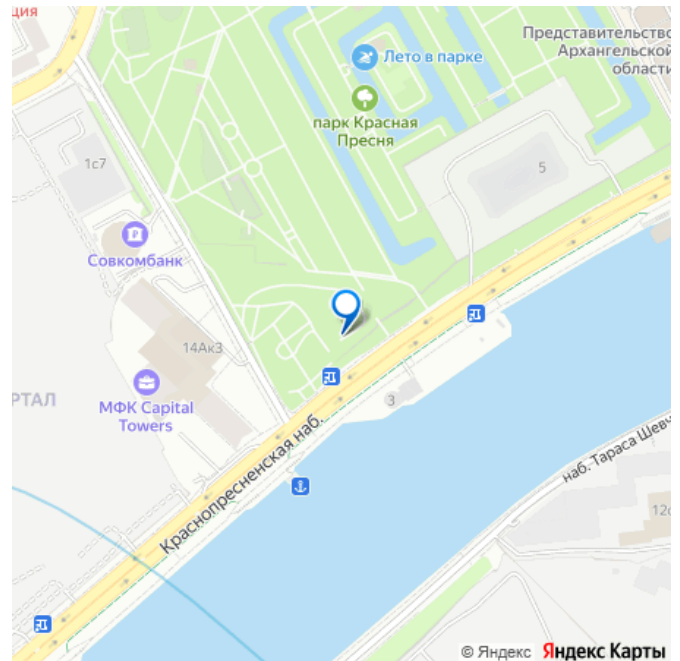 ция
Представительство
Архангельской
области
Лето в парке
парк Красная
Пресня
1с7
5
Совкомбанк
14Ак3
3
РТАЛ
МФК Capital
Towers
Краснопресненская наб.
наб. Тараса Шевч
12с
© Яндекс Яндекс Карты